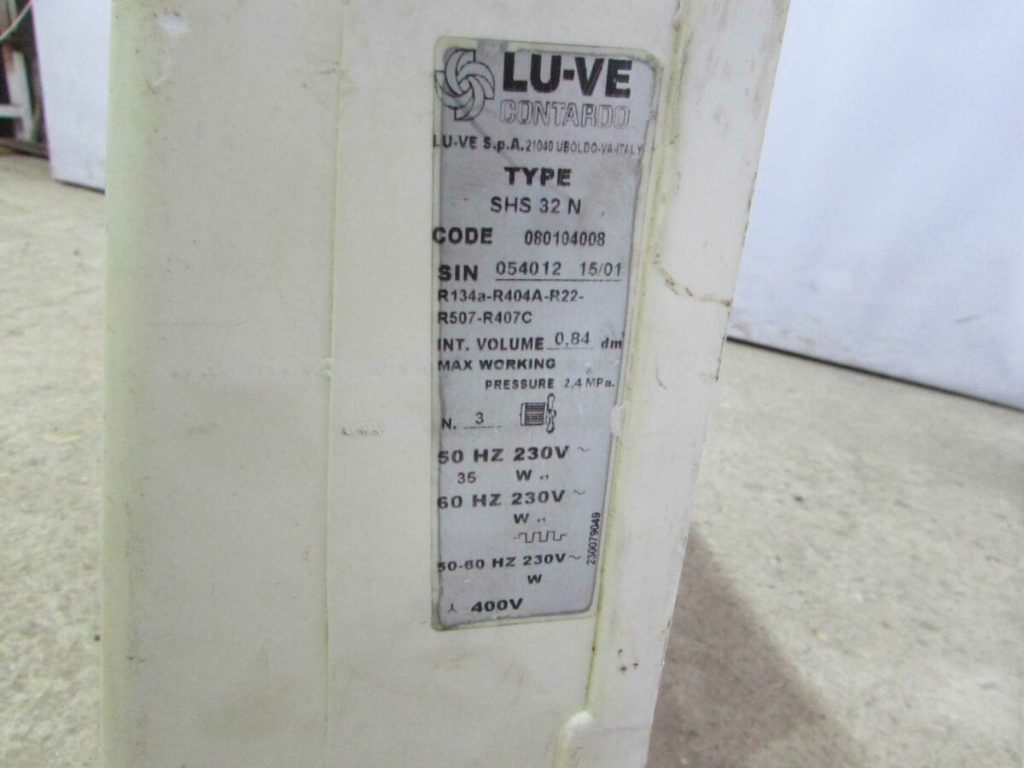 LU-VE
CONTARDO
LU-VE S.p.A. 21040 UBOLDO-VA-ITALY
TYPE
SHS 32 N
CODE 080104008
S\N 054012 15/01
R134a-R404A-R22-
R507-R407C
INT. VOLUME 0,84 dm
MAX WORKING
PRESSURE 2,4 MPa.
N. 3
50 HZ 230V ~
35 W
60 HZ 230V ~
W
50-60 HZ 230V ~
W
400V
230079049